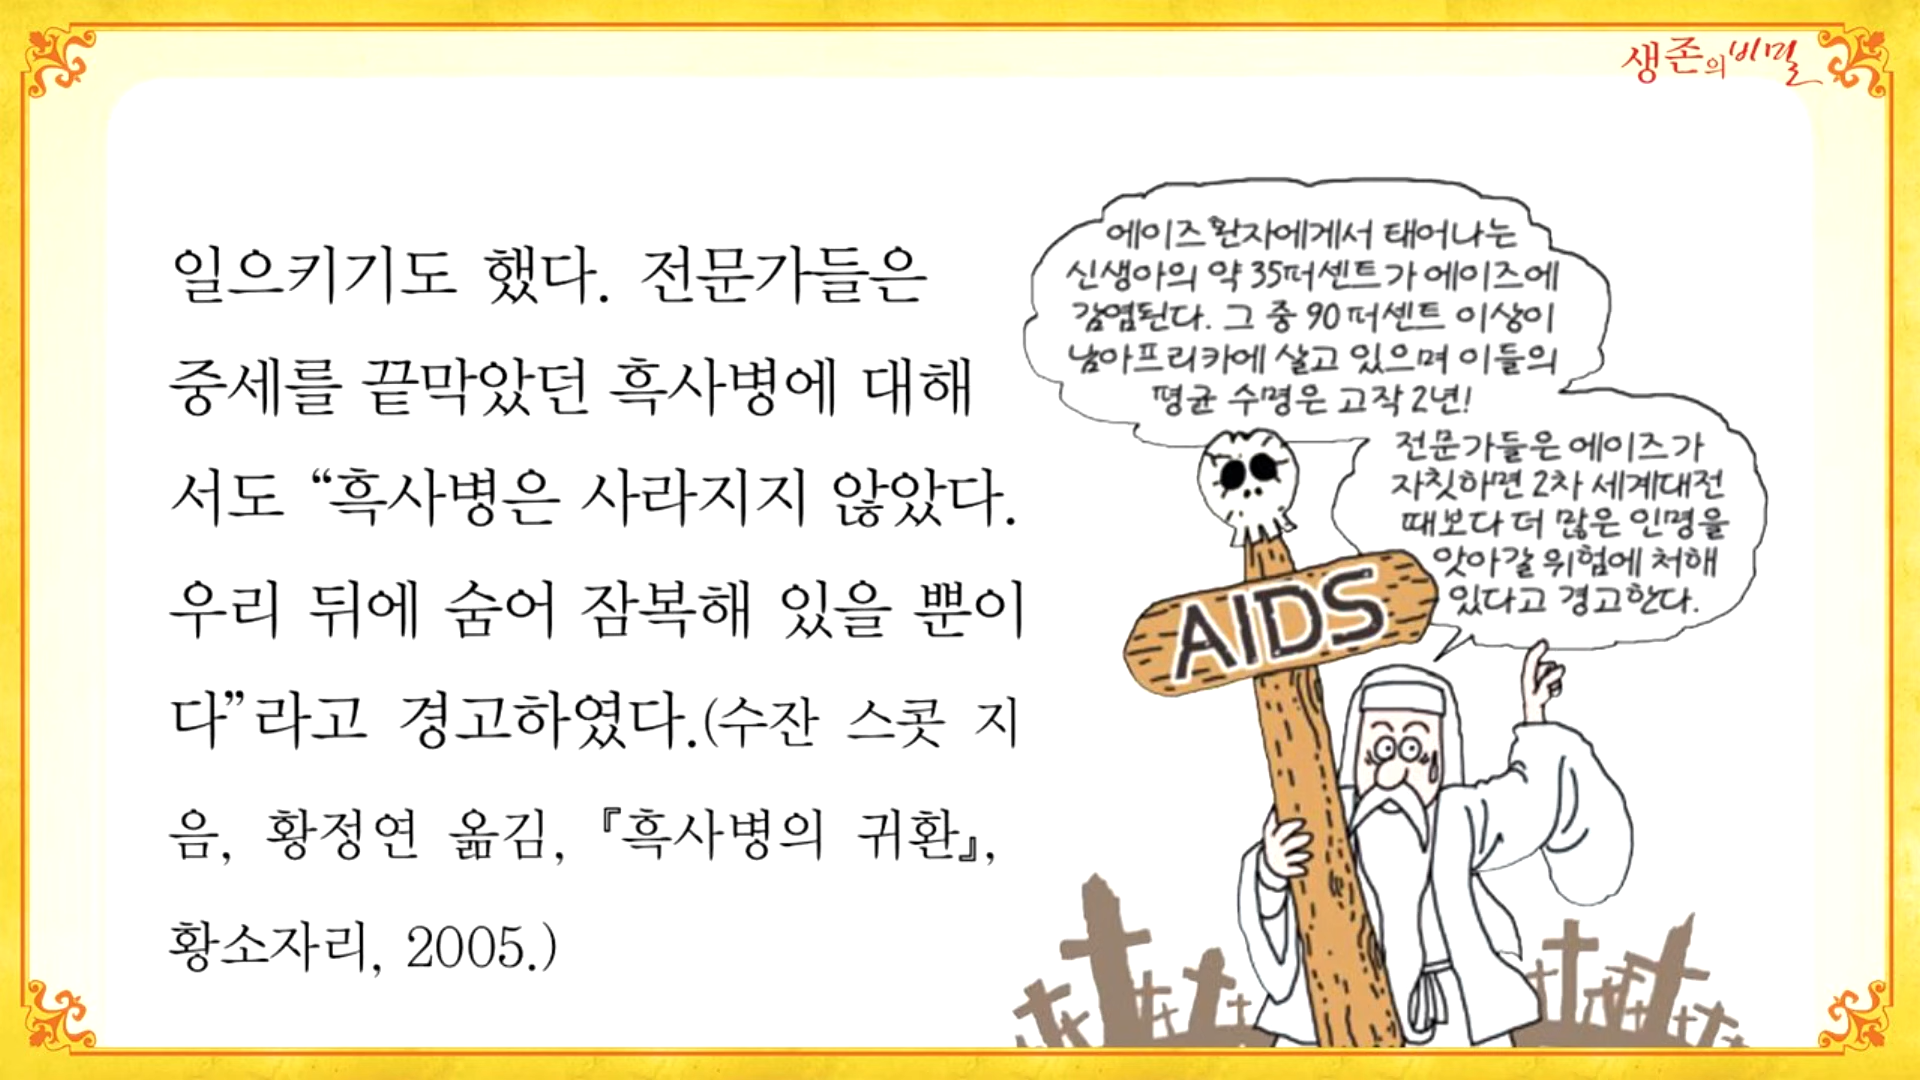 생존의 비밀
일으키기도 했다. 전문가들은
중세를 끝막았던 흑사병에 대해
서도 “흑사병은 사라지지 않았다.
우리 뒤에 숨어 잠복해 있을 뿐이
다”라고 경고하였다.(수잔 스콧 지
음, 황정연 옮김, 『흑사병의 귀환』,
황소자리, 2005.)
에이즈 환자에게서 태어나는
신생아의 약 35퍼센트가 에이즈에
감염된다. 그 중 90퍼센트 이상이
남아프리카에 살고 있으며 이들의
평균 수명은 고작 2년!
전문가들은 에이즈가
자칫하면 2차 세계대전
때보다 더 많은 인명을
앗아갈 위험에 처해
있다고 경고한다.
AIDS